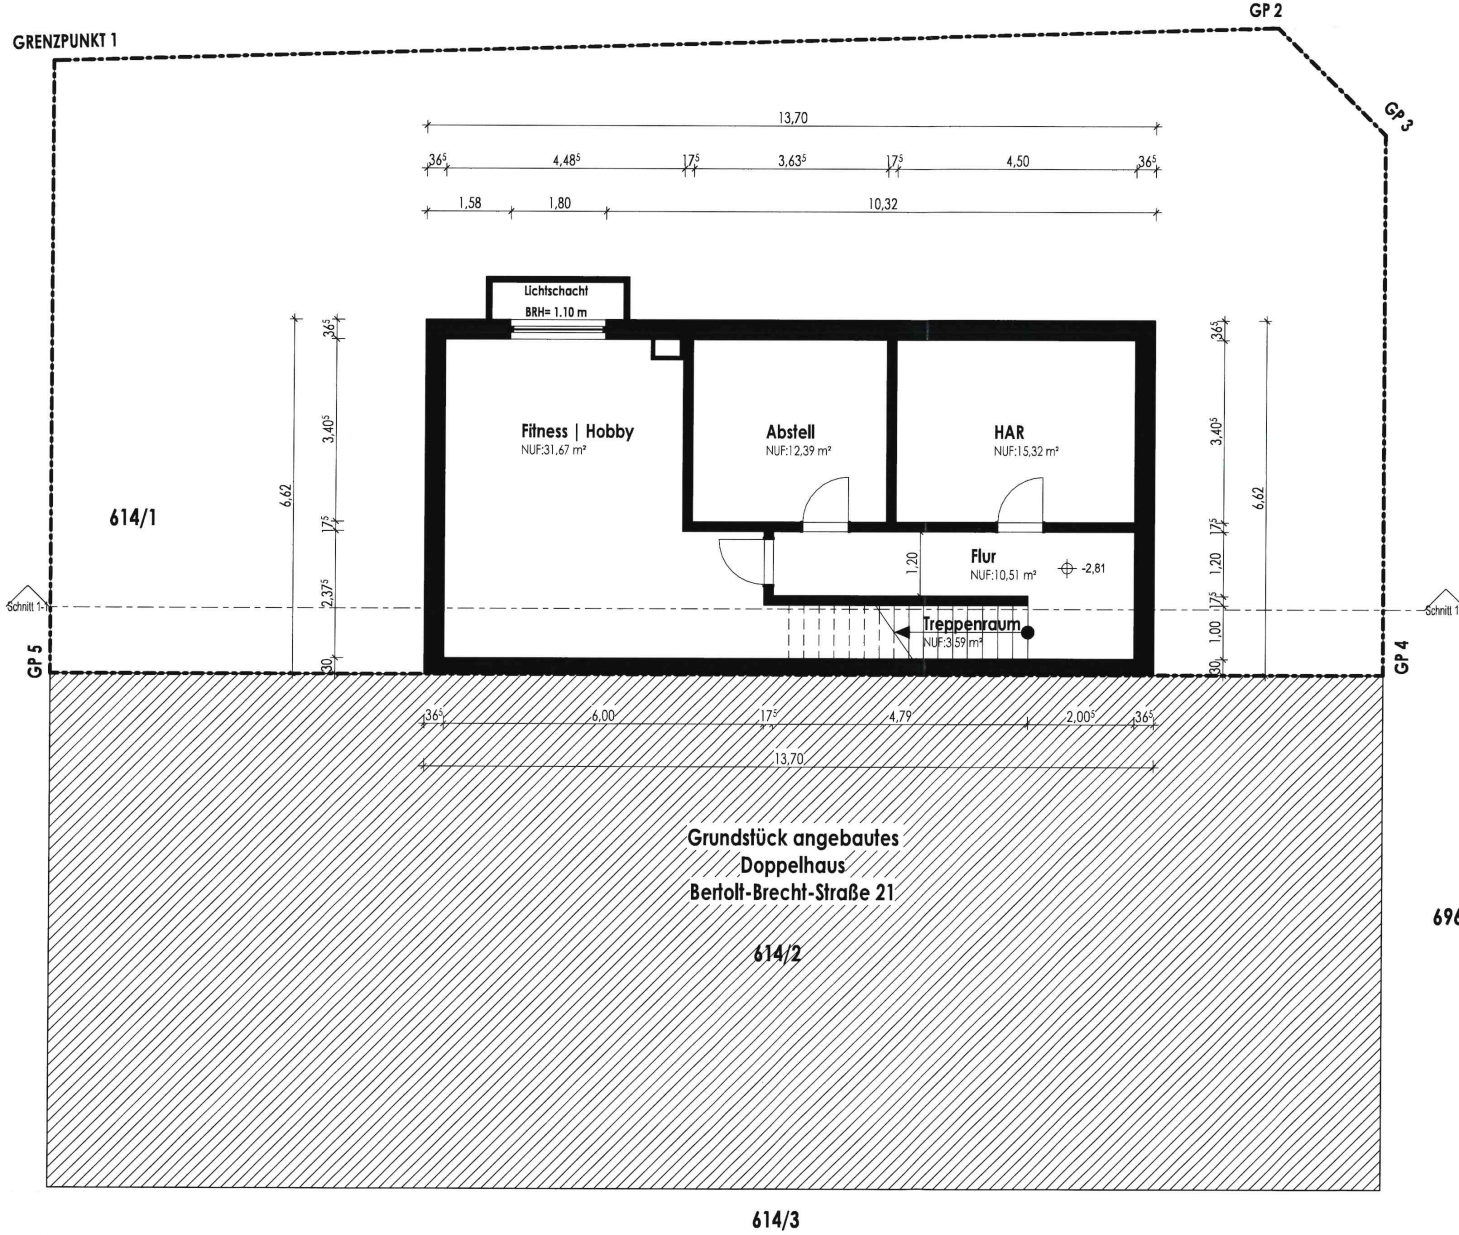 GP 2
GRENZPUNKT 1
GP 3
13,70
36⁵ 4,48⁵ 17⁵ 3,63⁵ 17⁵ 4,50 36⁵
1,58 1,80 10,32
Lichtschacht
BRH= 1.10 m
36⁵
3,40⁵
6,62
17⁵
2,37⁵
30
36⁵
3,40⁵
6,62
17⁵
1,20
17⁵
1,00
30
Fitness | Hobby
NUF:31,67 m²
Abstell
NUF:12,39 m²
HAR
NUF:15,32 m²
614/1
Flur
NUF:10,51 m²
-2,81
1,20
Schnitt 1-1
Schnitt 1
Treppenraum
NUF:3,59 m²
GP 5
GP 4
36⁵ 6,00 17⁵ 4,79 2,00⁵ 36⁵
13,70
Grundstück angebautes
Doppelhaus
Bertolt-Brecht-Straße 21
696
614/2
614/3